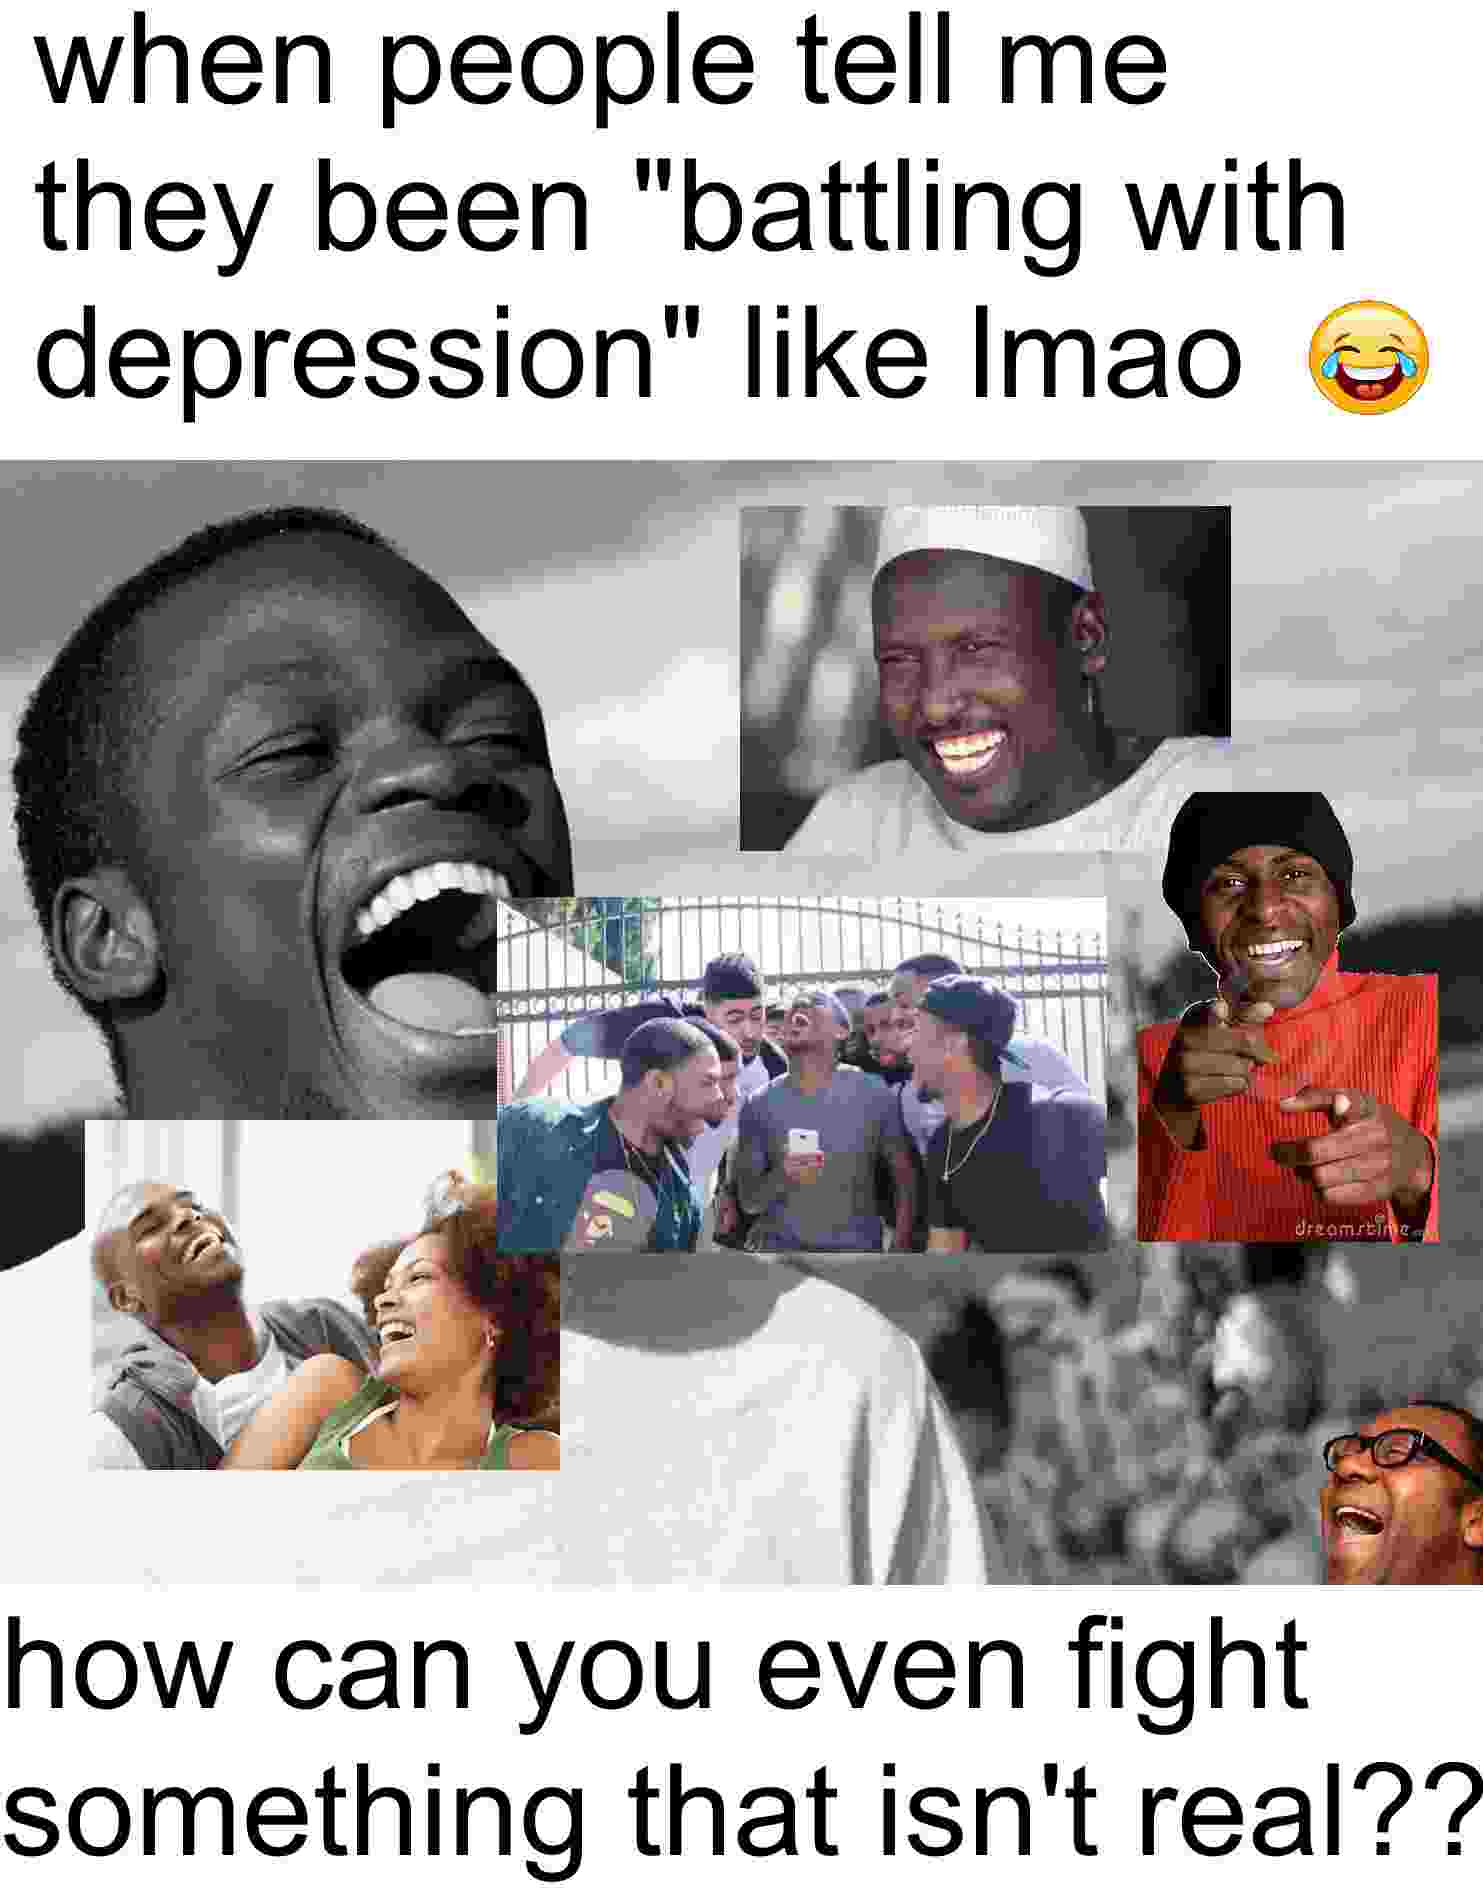 when people tell me
they been "battling with
depression" like lmao 😂
dreamstime
how can you even fight
something that isn't real??